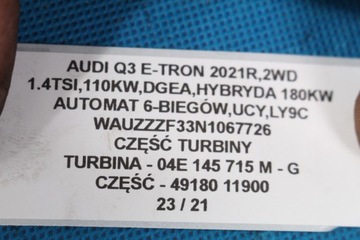 AUDI Q3 E-TRON 2021R,2WD
1.4TSI,110KW,DGEA,HYBRYDA 180KW
AUTOMAT 6-BIEGÓW,UCY,LY9C
WAUZZZF33N1067726
CZĘŚĆ TURBINY
TURBINA - 04E 145 715 M - G
CZĘŚĆ - 49180 11900
23 / 21